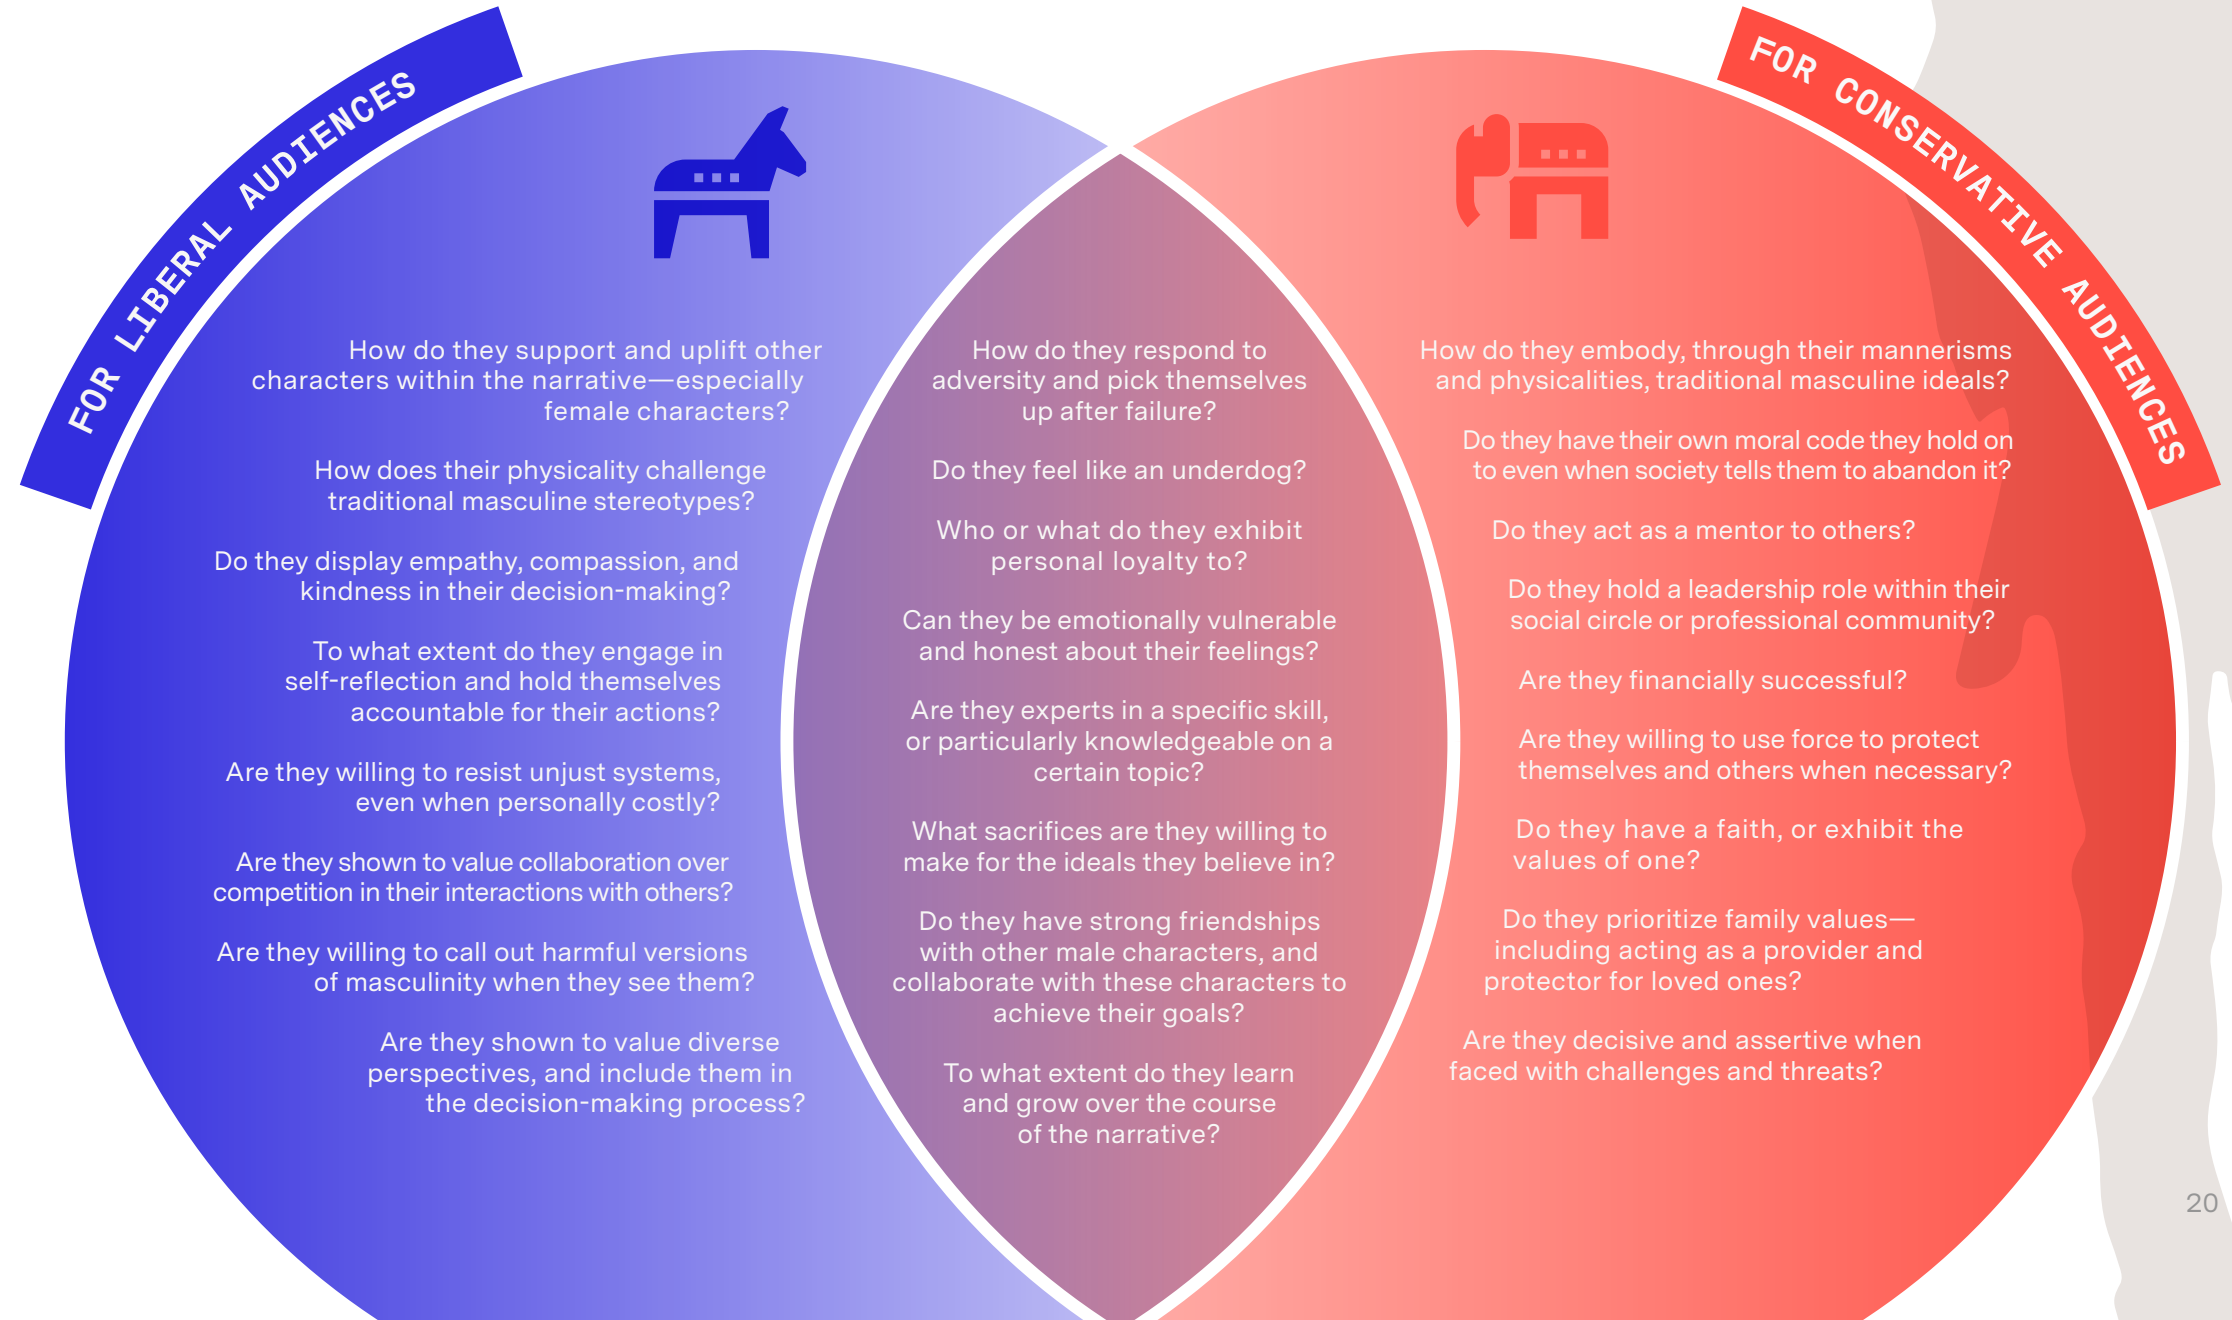 FOR LIBERAL AUDIENCES
How do they support and uplift other
characters within the narrative—especially
female characters?
How does their physicality challenge
traditional masculine stereotypes?
Do they display empathy, compassion, and
kindness in their decision-making?
To what extent do they engage in
self-reflection and hold themselves
accountable for their actions?
Are they willing to resist unjust systems,
even when personally costly?
Are they shown to value collaboration over
competition in their interactions with others?
Are they willing to call out harmful versions
of masculinity when they see them?
Are they shown to value diverse
perspectives, and include them in
the decision-making process?
How do they respond to
adversity and pick themselves
up after failure?
Do they feel like an underdog?
Who or what do they exhibit
personal loyalty to?
Can they be emotionally vulnerable
and honest about their feelings?
Are they experts in a specific skill,
or particularly knowledgeable on a
certain topic?
What sacrifices are they willing to
make for the ideals they believe in?
Do they have strong friendships
with other male characters, and
collaborate with these characters to
achieve their goals?
To what extent do they learn
and grow over the course
of the narrative?
FOR CONSERVATIVE AUDIENCES
How do they embody, through their mannerisms
and physicalities, traditional masculine ideals?
Do they have their own moral code they hold on
to even when society tells them to abandon it?
Do they act as a mentor to others?
Do they hold a leadership role within their
social circle or professional community?
Are they financially successful?
Are they willing to use force to protect
themselves and others when necessary?
Do they have a faith, or exhibit the
values of one?
Do they prioritize family values—
including acting as a provider and
protector for loved ones?
Are they decisive and assertive when
faced with challenges and threats?
20